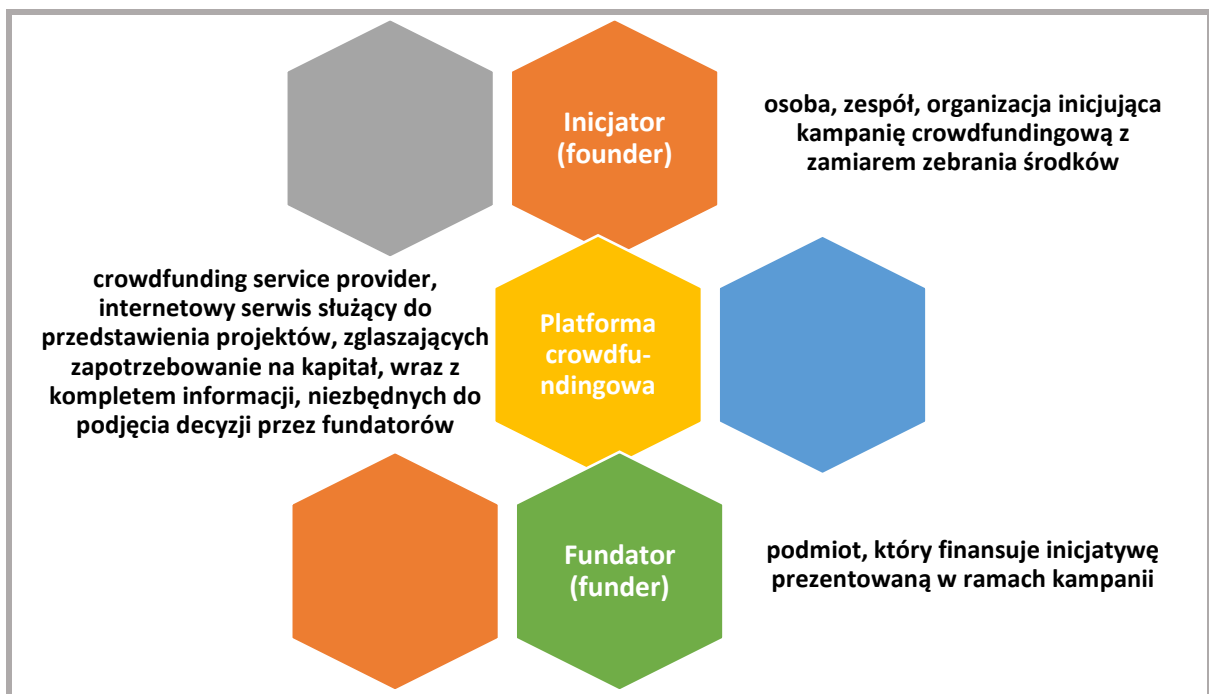 Inicjator
(founder)
osoba, zespół, organizacja inicjująca
kampanię crowdfundingową z
zamiarem zebrania środków
crowdfunding service provider,
internetowy serwis służący do
przedstawienia projektów, zglaszających
zapotrzebowanie na kapitał, wraz z
kompletem informacji, niezbędnych do
podjęcia decyzji przez fundatorów
Platforma
crowdfu-
ndingowa
Fundator
(funder)
podmiot, który finansuje inicjatywę
prezentowaną w ramach kampanii